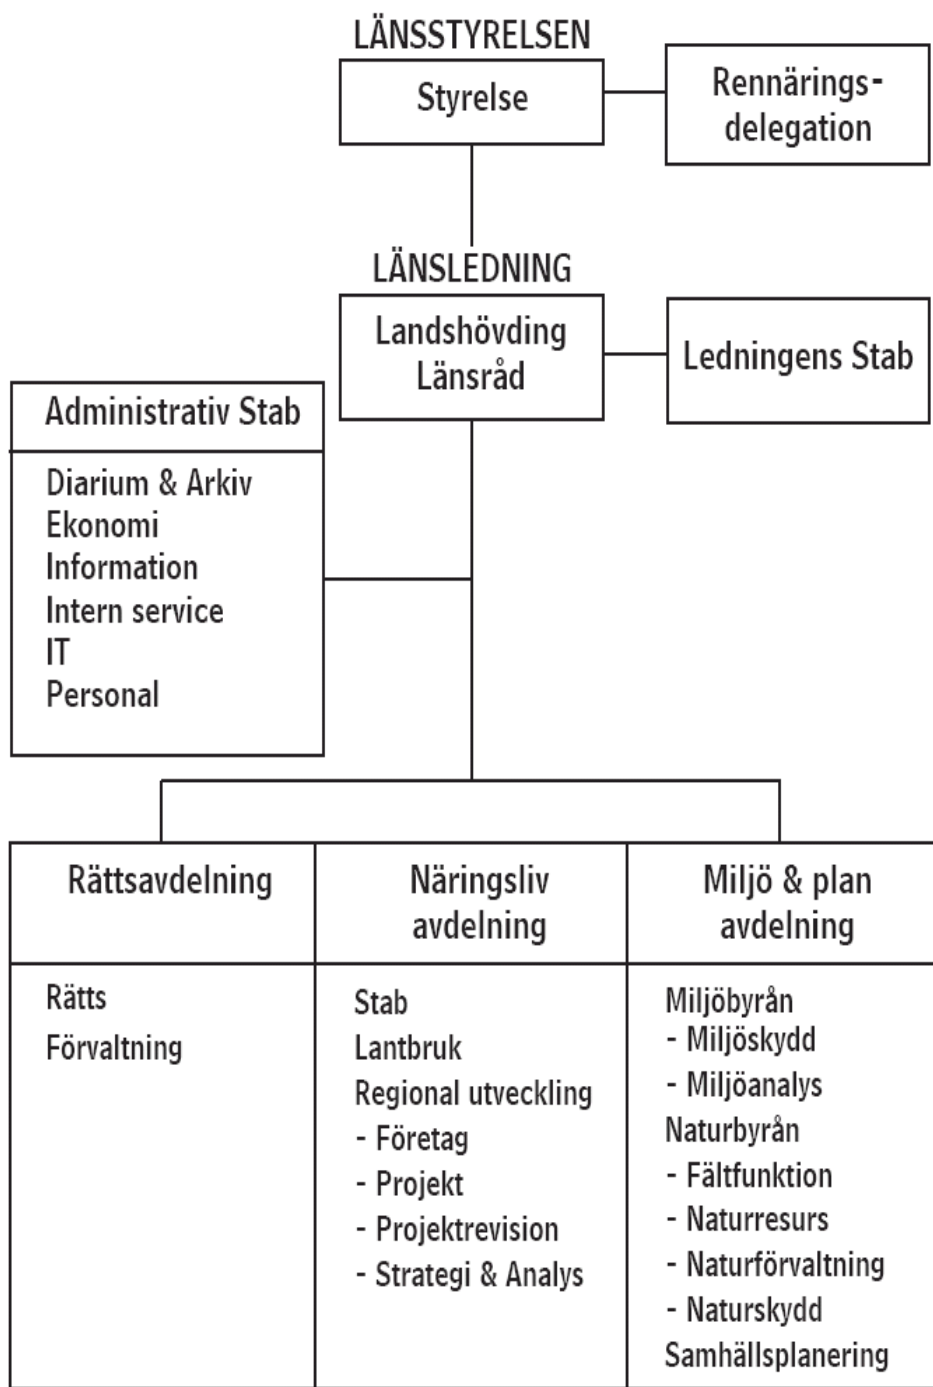 LÄNSSTYRELSEN
Styrelse
Rennärings-
delegation
LÄNSLEDNING
Landshövding
Länsråd
Ledningens Stab
Administrativ Stab
Diarium & Arkiv
Ekonomi
Information
Intern service
IT
Personal
Rättsavdelning
Rätts
Förvaltning
Näringsliv
avdelning
Stab
Lantbruk
Regional utveckling
- Företag
- Projekt
- Projektrevision
- Strategi & Analys
Miljö & plan
avdelning
Miljöbyrån
- Miljöskydd
- Miljöanalys
Naturbyrån
- Fältfunktion
- Naturresurs
- Naturförvaltning
- Naturskydd
Samhällsplanering